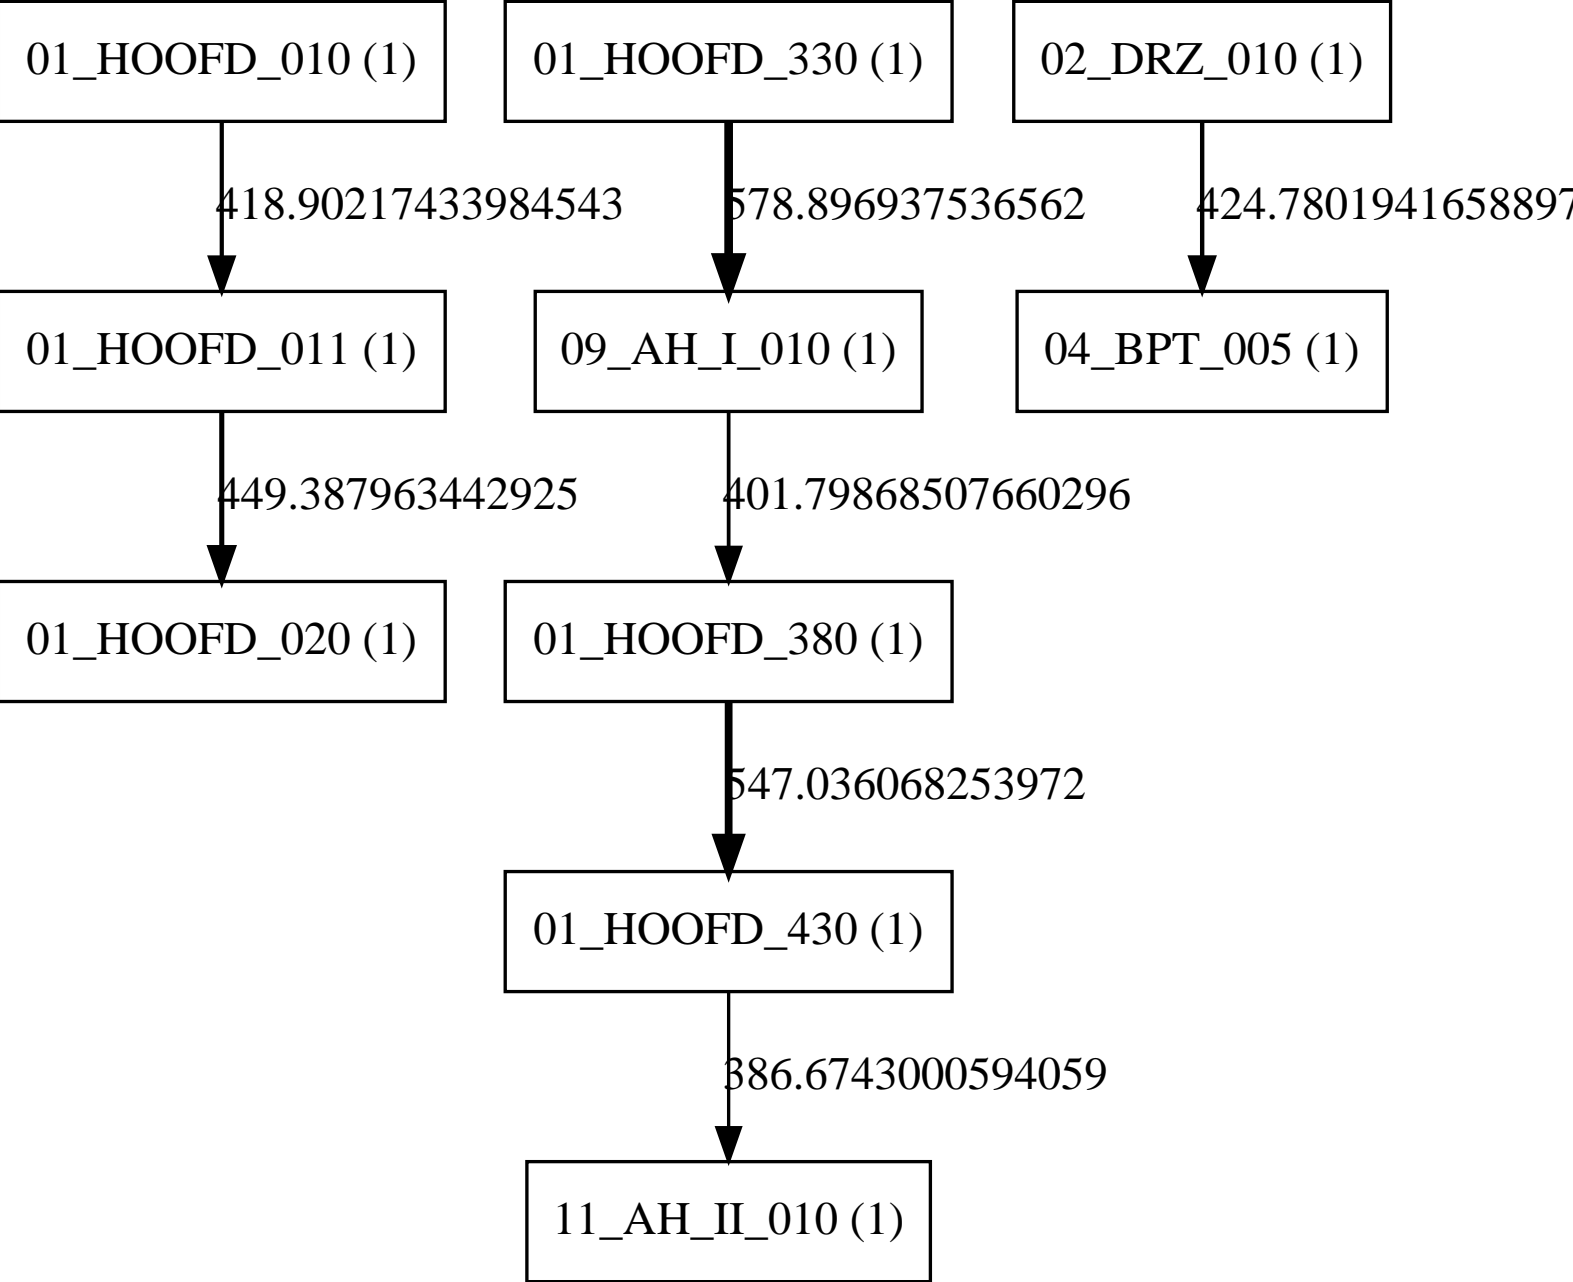 01_HOOFD_010 (1)
01_HOOFD_330 (1)
02_DRZ_010 (1)
418.90217433984543
578.896937536562
424.7801941658897
01_HOOFD_011 (1)
09_AH_I_010 (1)
04_BPT_005 (1)
449.387963442925
401.79868507660296
01_HOOFD_020 (1)
01_HOOFD_380 (1)
547.036068253972
01_HOOFD_430 (1)
386.6743000594059
11_AH_II_010 (1)